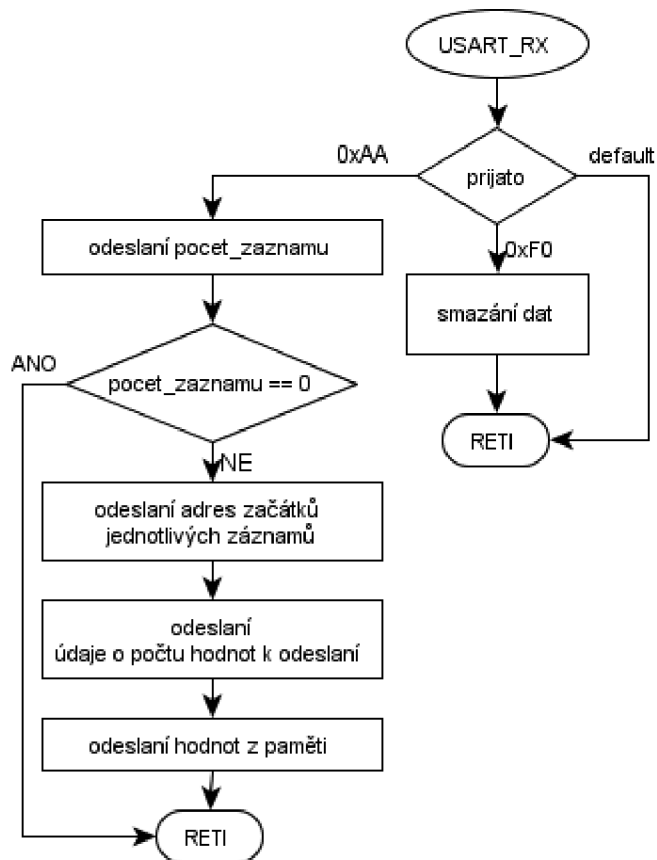 USART_RX
0xAA
default
prijato
odeslaní pocet_zaznamu
0xF0
smazání dat
ANO
pocet_zaznamu == 0
RETI
NE
odeslaní adres začátků
jednotlivých záznamů
odeslaní
údaje o počtu hodnot k odeslaní
odeslaní hodnot z paměti
RETI